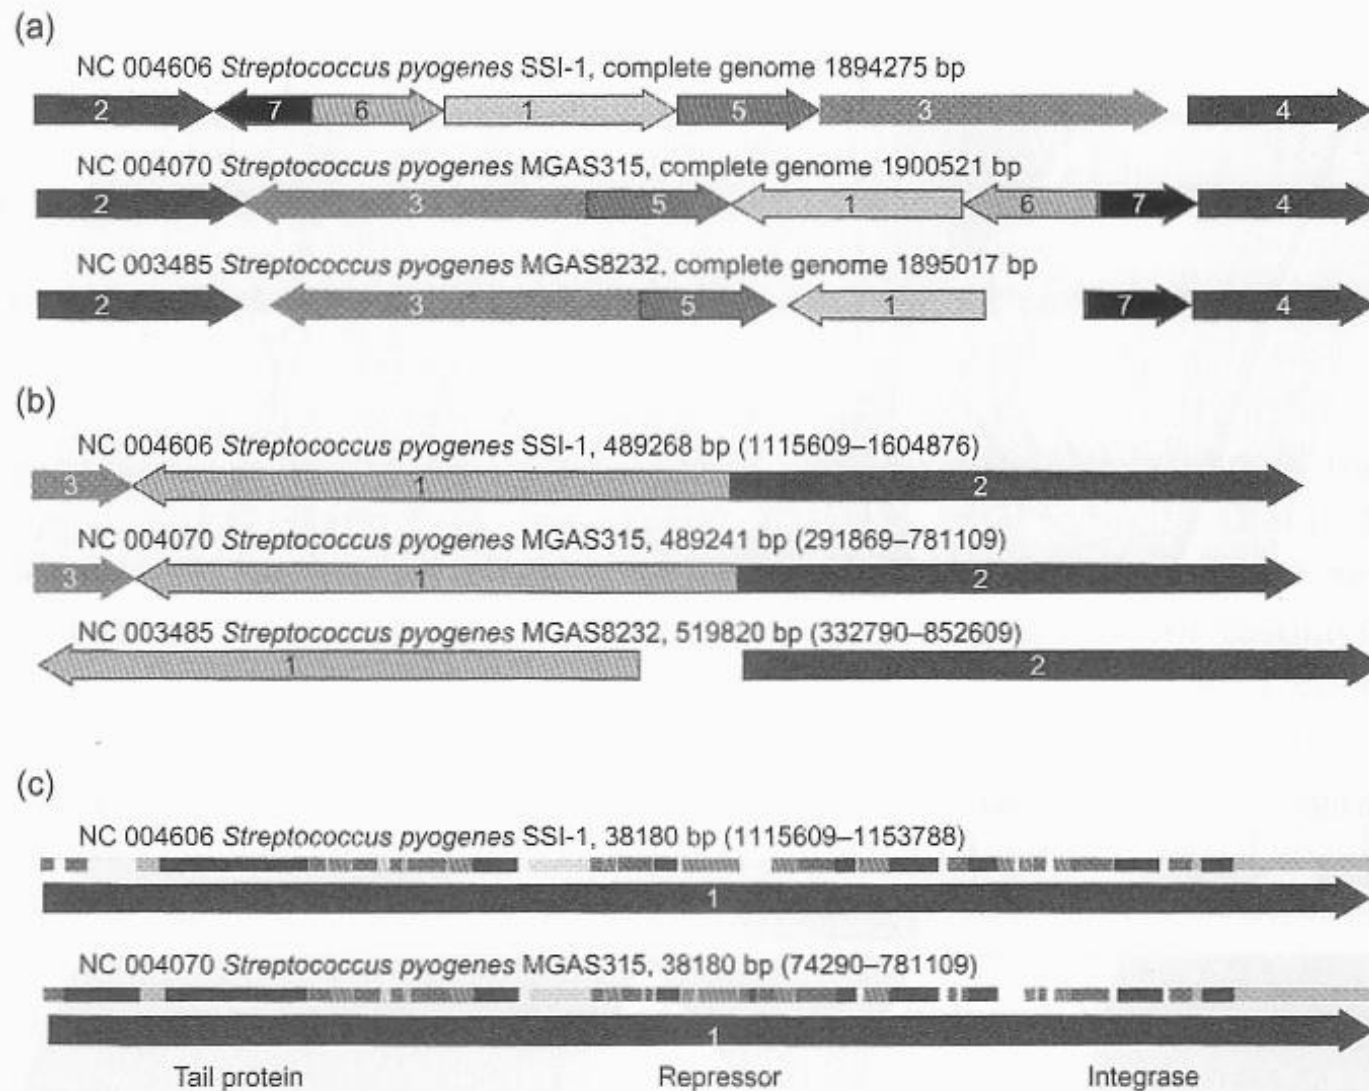 (a)
NC 004606 Streptococcus pyogenes SSI-1, complete genome 1894275 bp
2 7 6 1 5 3 4
NC 004070 Streptococcus pyogenes MGAS315, complete genome 1900521 bp
2 3 5 1 6 7 4
NC 003485 Streptococcus pyogenes MGAS8232, complete genome 1895017 bp
2 3 5 1 7 4
(b)
NC 004606 Streptococcus pyogenes SSI-1, 489268 bp (1115609–1604876)
3 1 2
NC 004070 Streptococcus pyogenes MGAS315, 489241 bp (291869–781109)
3 1 2
NC 003485 Streptococcus pyogenes MGAS8232, 519820 bp (332790–852609)
1 2
(c)
NC 004606 Streptococcus pyogenes SSI-1, 38180 bp (1115609–1153788)
1
NC 004070 Streptococcus pyogenes MGAS315, 38180 bp (74290–781109)
1
Tail protein Repressor Integrase